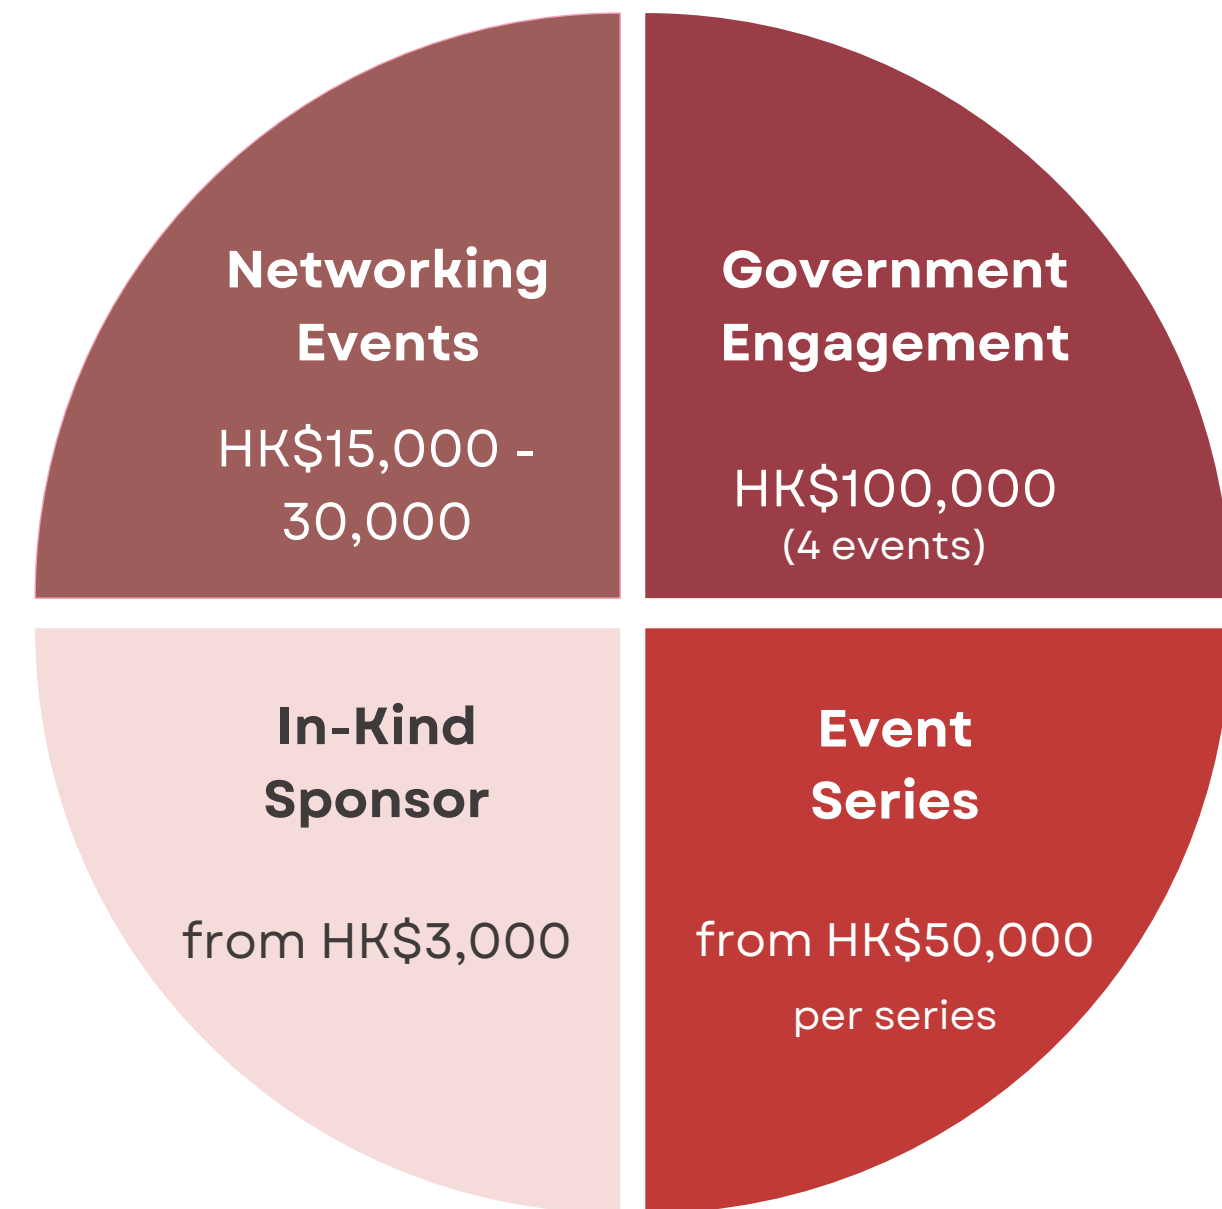 Networking
Events
HK$15,000 -
30,000
Government
Engagement
HK$100,000
(4 events)
In-Kind
Sponsor
from HK$3,000
Event
Series
from HK$50,000
per series